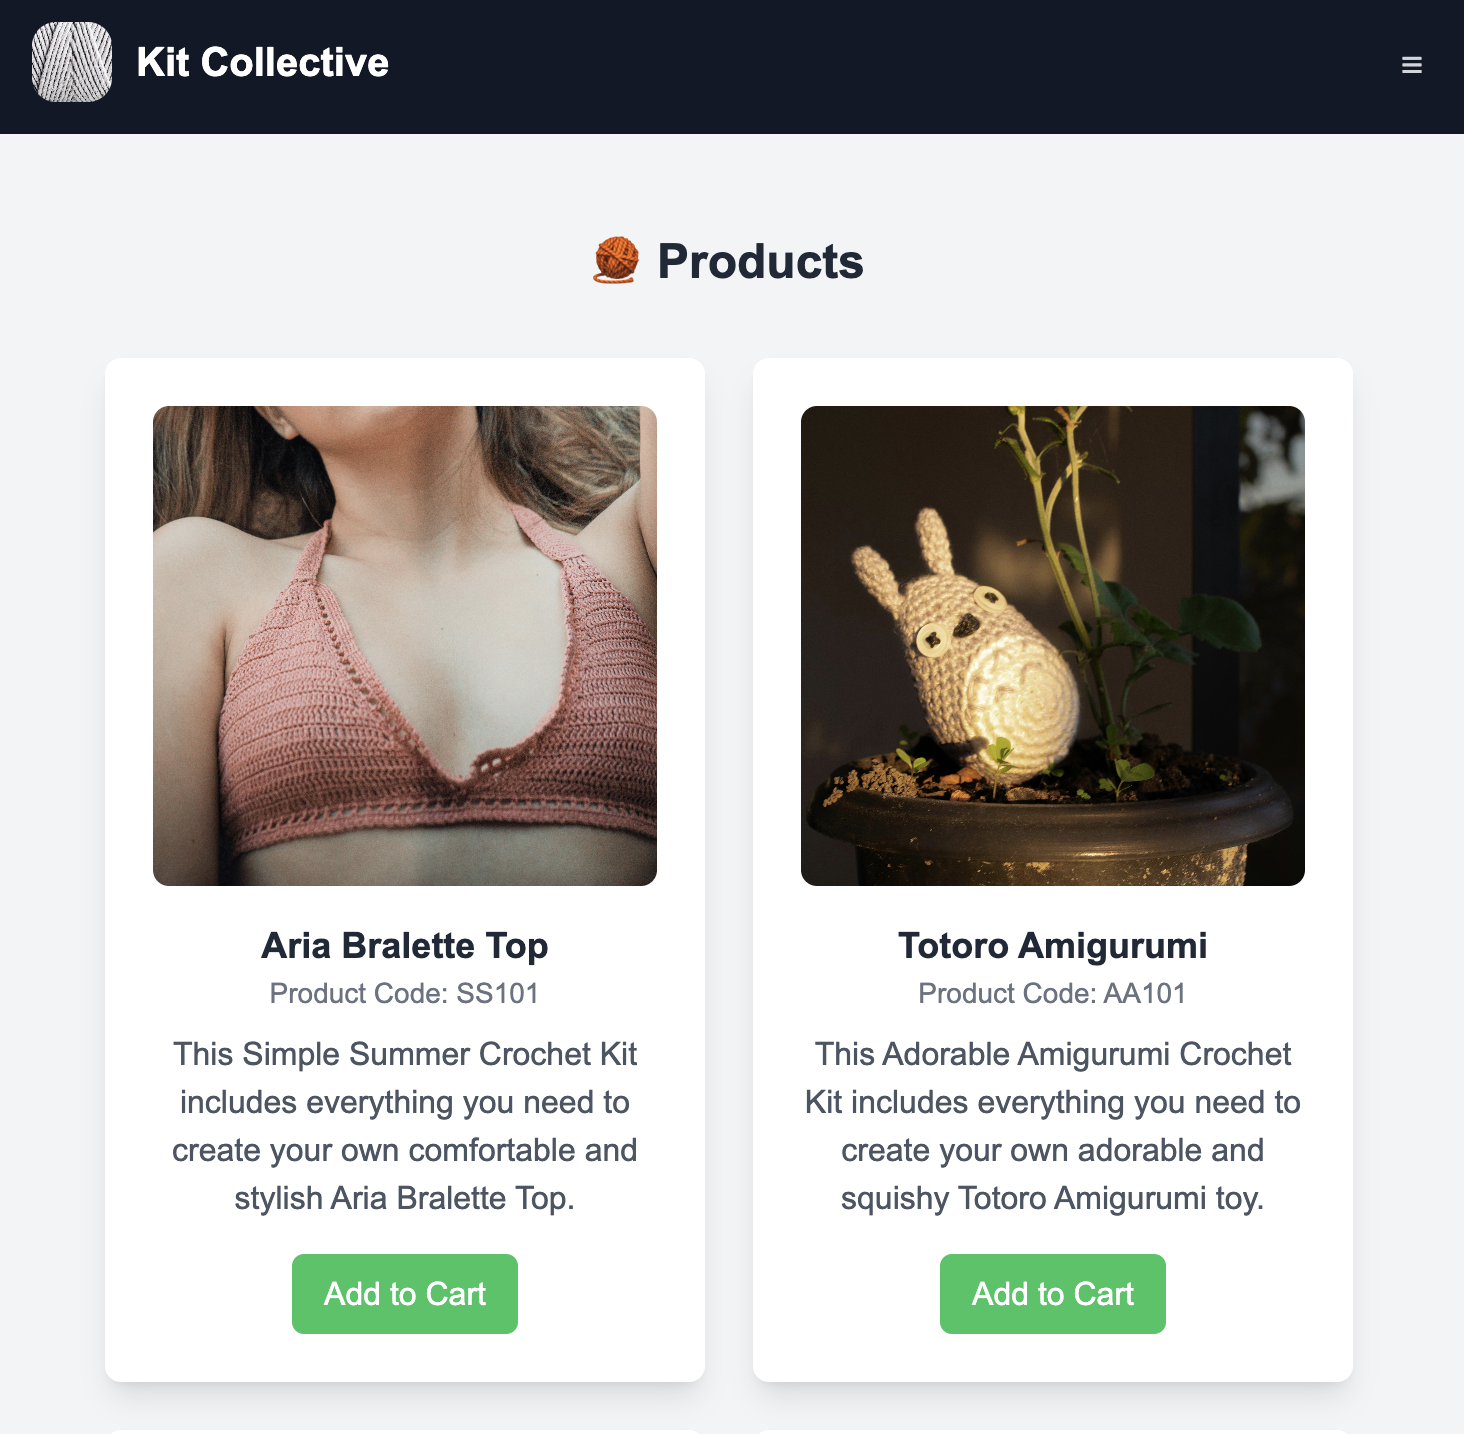 Kit Collective
Products
Aria Bralette Top
Product Code: SS101
This Simple Summer Crochet Kit
includes everything you need to
create your own comfortable and
stylish Aria Bralette Top.
Add to Cart
Totoro Amigurumi
Product Code: AA101
This Adorable Amigurumi Crochet
Kit includes everything you need to
create your own adorable and
squishy Totoro Amigurumi toy.
Add to Cart